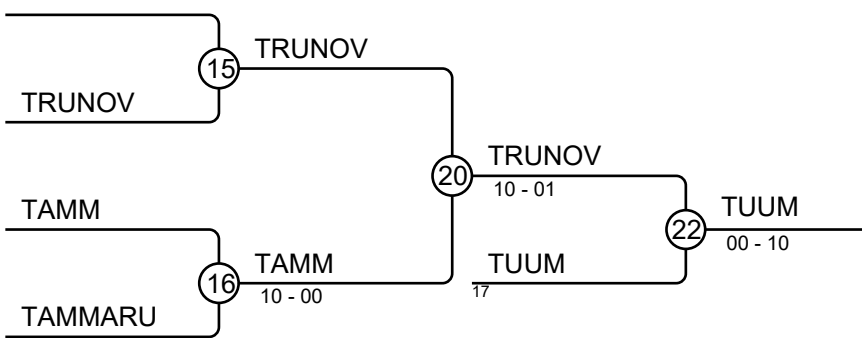 TRUNOV
15
TRUNOV
TAMM
16
TAMMARU
TRUNOV
TAMM
10 - 00
20
TRUNOV
10 - 01
TUUM
17
22
TUUM
00 - 10